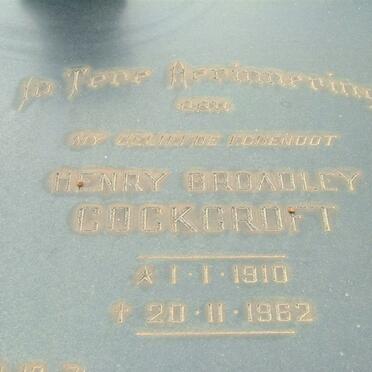 In Tere Herinnering
aan
MY GELIEFDE EGGENOOT
HENRY BROADLEY
COCKCROFT
★ 1 · 1 · 1910
† 20 · 11 · 1962